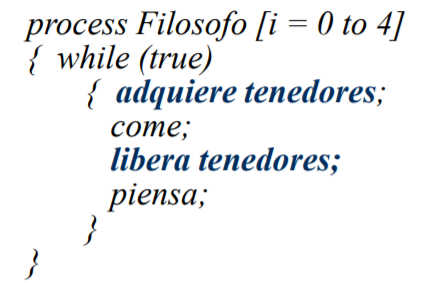 process Filosofo [i = 0 to 4]
{ while (true)
{ adquiere tenedores;
come;
libera tenedores;
piensa;
}
}